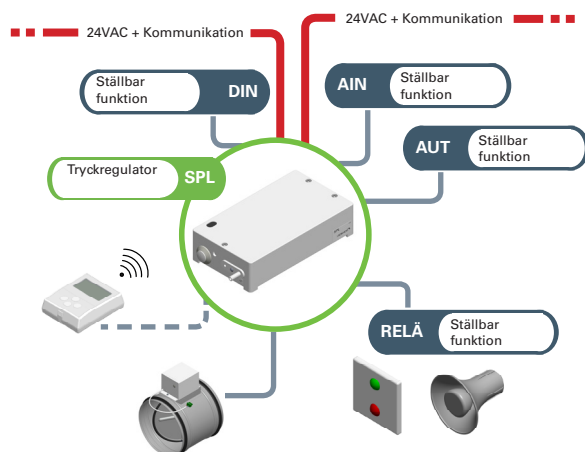 24VAC + Kommunikation
24VAC + Kommunikation
Ställbar
funktion
DIN
AIN
Ställbar
funktion
AUT
Ställbar
funktion
Tryckregulator
SPL
RELÄ
Ställbar
funktion